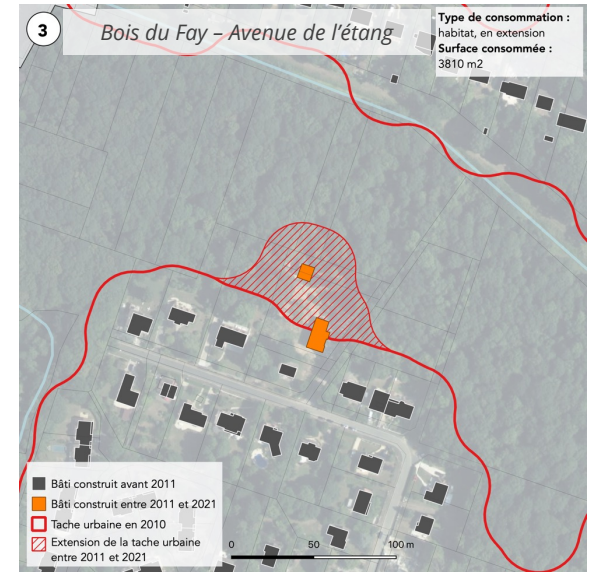 3
Bois du Fay – Avenue de l’étang
Type de consommation :
habitat, en extension
Surface consommée :
3810 m2
Bâti construit avant 2011
Bâti construit entre 2011 et 2021
Tache urbaine en 2010
Extension de la tache urbaine
entre 2011 et 2021
0 50 100 m